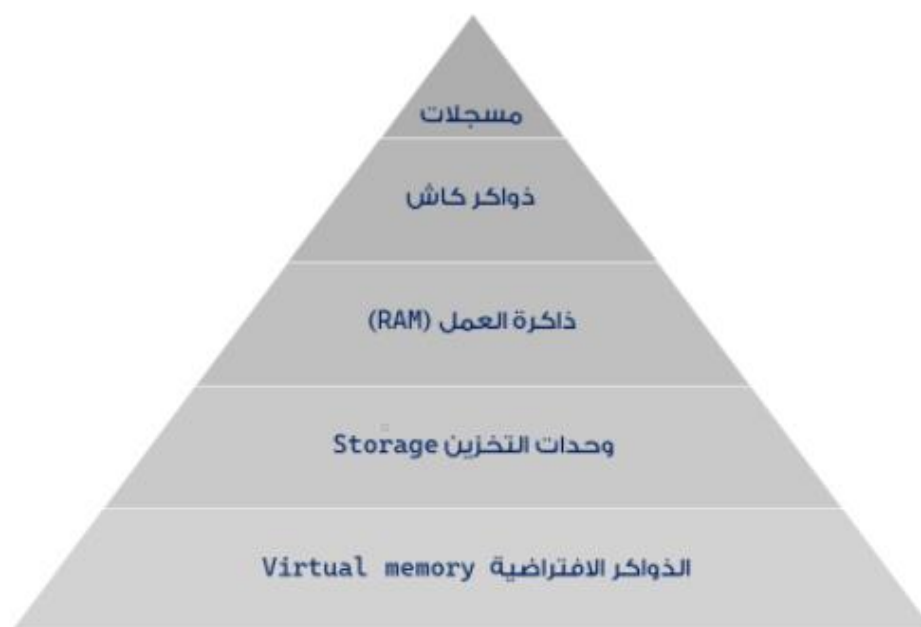 مسجلات
ذواكر كاش
ذاكرة العمل (RAM)
وحدات التخزين Storage
الذواكر الافتراضية Virtual memory